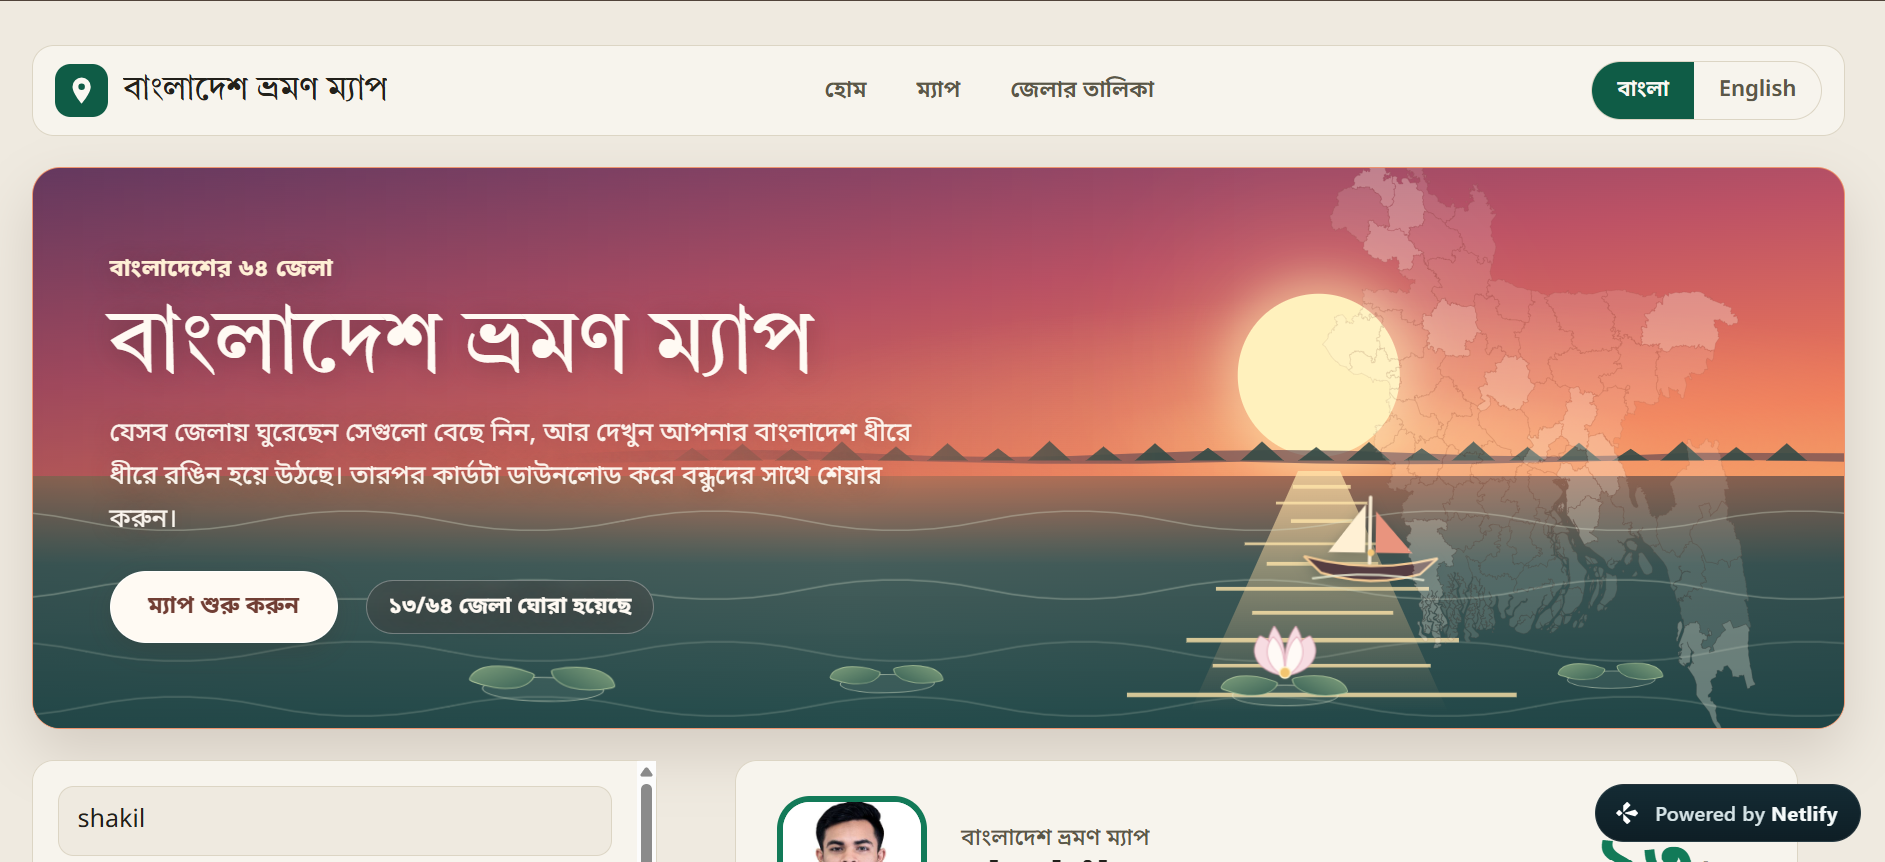 বাংলাদেশ ভ্রমণ ম্যাপ
হোম
ম্যাপ
জেলার তালিকা
বাংলা
English
বাংলাদেশের ৬৪ জেলা
বাংলাদেশ ভ্রমণ ম্যাপ
যেসব জেলায় ঘুরেছেন সেগুলো বেছে নিন, আর দেখুন আপনার বাংলাদেশ ধীরে
ধীরে রঙিন হয়ে উঠছে। তারপর কার্ডটা ডাউনলোড করে বন্ধুদের সাথে শেয়ার
করুন।
ম্যাপ শুরু করুন
১৩/৬৪ জেলা ঘোরা হয়েছে
shakil
বাংলাদেশ ভ্রমণ ম্যাপ
Powered by Netlify